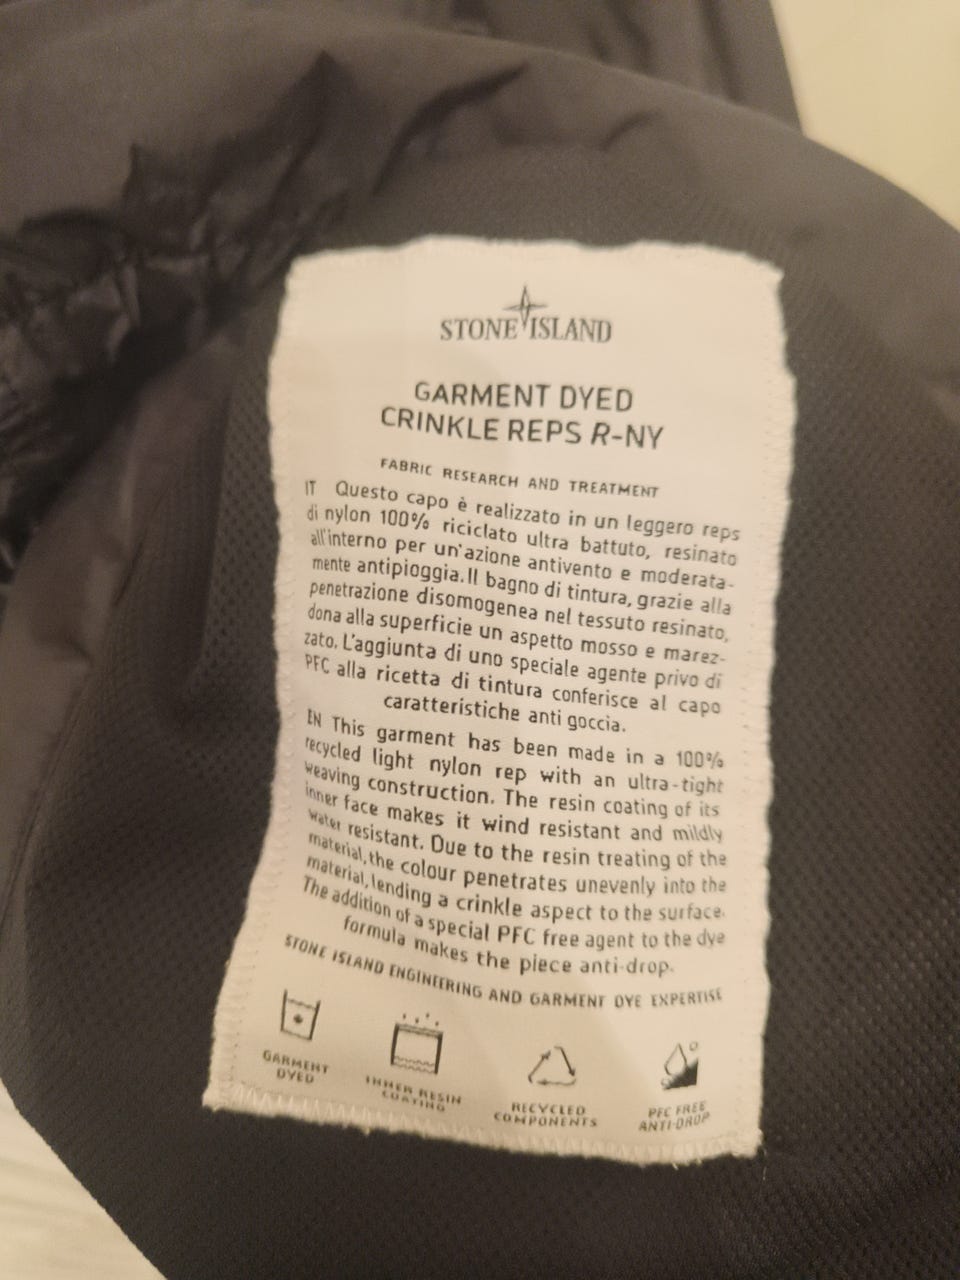 STONE ISLAND
GARMENT DYED
CRINKLE REPS R-NY
FABRIC RESEARCH AND TREATMENT
IT Questo capo è realizzato in un leggero reps
di nylon 100% riciclato ultra battuto, resinato
all'interno per un'azione antivento e moderata-
mente antipioggia. Il bagno di tintura, grazie alla
penetrazione disomogenea nel tessuto resinato,
dona alla superficie un aspetto mosso e marez-
zato. L'aggiunta di uno speciale agente privo di
PFC alla ricetta di tintura conferisce al capo
caratteristiche anti goccia.
EN This garment has been made in a 100%
recycled light nylon rep with an ultra-tight
weaving construction. The resin coating of its
inner face makes it wind resistant and mildly
water resistant. Due to the resin treating of the
material, the colour penetrates unevenly into the
material, lending a crinkle aspect to the surface.
The addition of a special PFC free agent to the dye
formula makes the piece anti-drop.
STONE ISLAND ENGINEERING AND GARMENT DYE EXPERTISE
GARMENT
DYED
INNER RESIN
COATING
RECYCLED
COMPONENTS
PFC FREE
ANTI-DROP